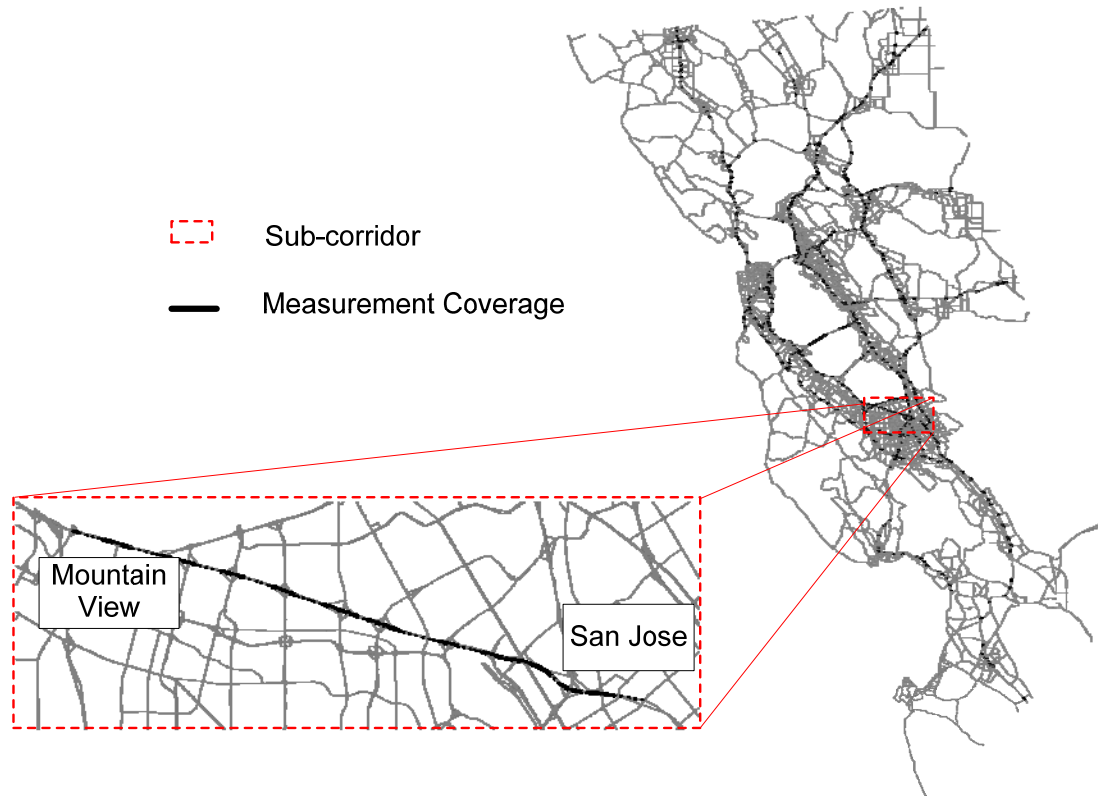 Sub-corridor
Measurement Coverage
Mountain
View
San Jose